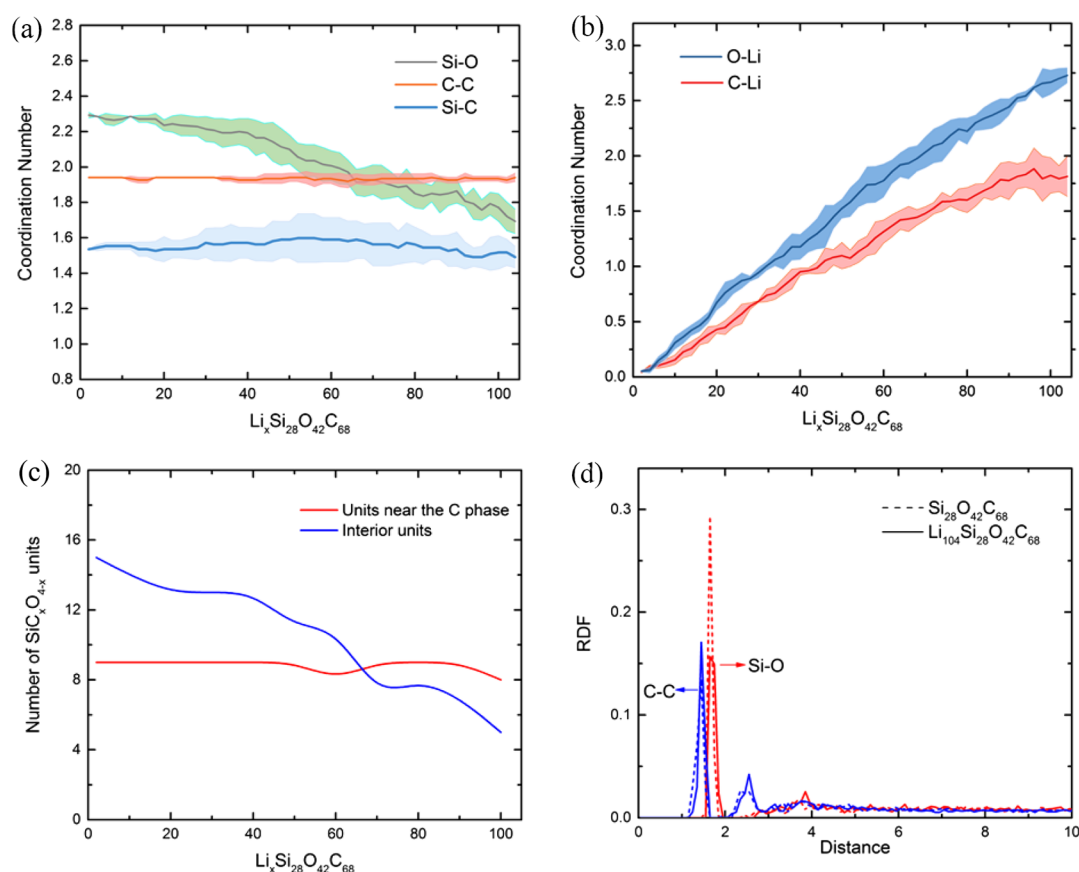 (a)
2.8
2.6
2.4
2.2
2.0
1.8
1.6
1.4
1.2
1.0
0.8
Coordination Number
Si-O
C-C
Si-C
0 20 40 60 80 100
LiₓSi₂₈O₄₂C₆₈
(b)
3.0
2.5
2.0
1.5
1.0
0.5
0.0
Coordination Number
O-Li
C-Li
0 20 40 60 80 100
LiₓSi₂₈O₄₂C₆₈
(c)
20
16
12
8
4
0
Number of SiCₓO₄₋ₓ units
Units near the C phase
Interior units
0 20 40 60 80 100
LiₓSi₂₈O₄₂C₆₈
(d)
0.3
0.2
0.1
0.0
RDF
Si₂₈O₄₂C₆₈
Li₁₀₄Si₂₈O₄₂C₆₈
Si-O
C-C
0 2 4 6 8 10
Distance